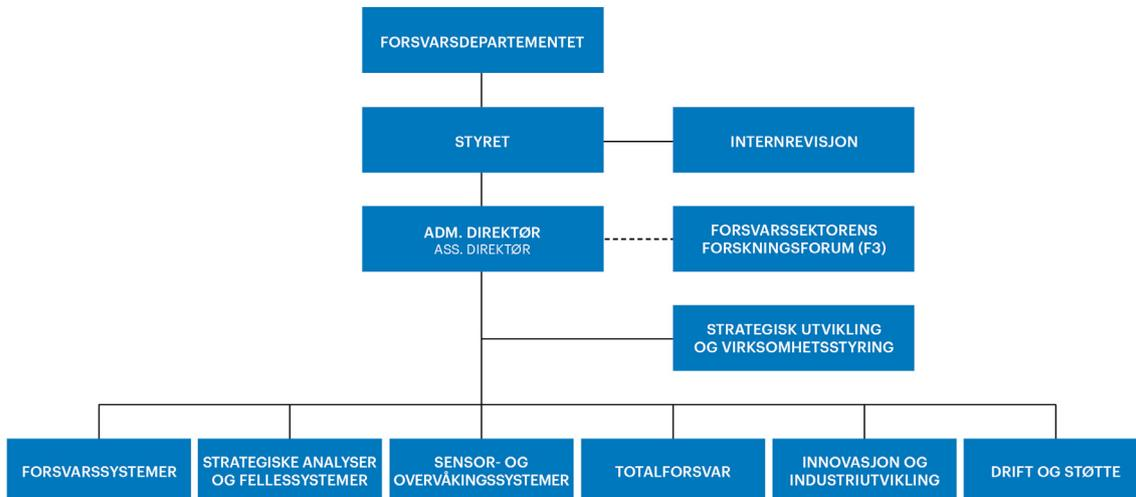 FORSVARSDEPARTEMENTET
STYRET
INTERNREVISJON
ADM. DIREKTØR
ASS. DIREKTØR
FORSVARSSEKTORENS
FORSKNINGSFORUM (F3)
STRATEGISK UTVIKLING
OG VIRKSOMHETSSTYRING
FORSVARSSYSTEMER
STRATEGISKE ANALYSER
OG FELLESSYSTEMER
SENSOR- OG
OVERVÅKINGSSYSTEMER
TOTALFORSVAR
INNOVASJON OG
INDUSTRIUTVIKLING
DRIFT OG STØTTE